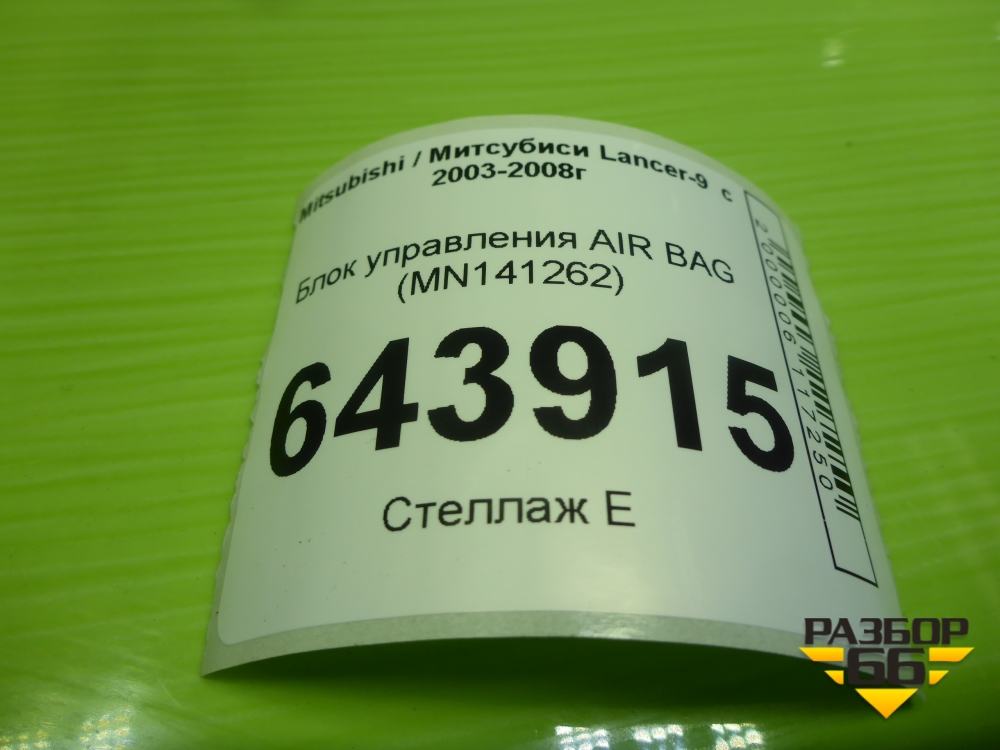 Mitsubishi / Митсубиси Lancer-9 с
2003-2008г
Блок управления AIR BAG
(MN141262)
643915
Стеллаж Е
2000006117250
РАЗБОР
66